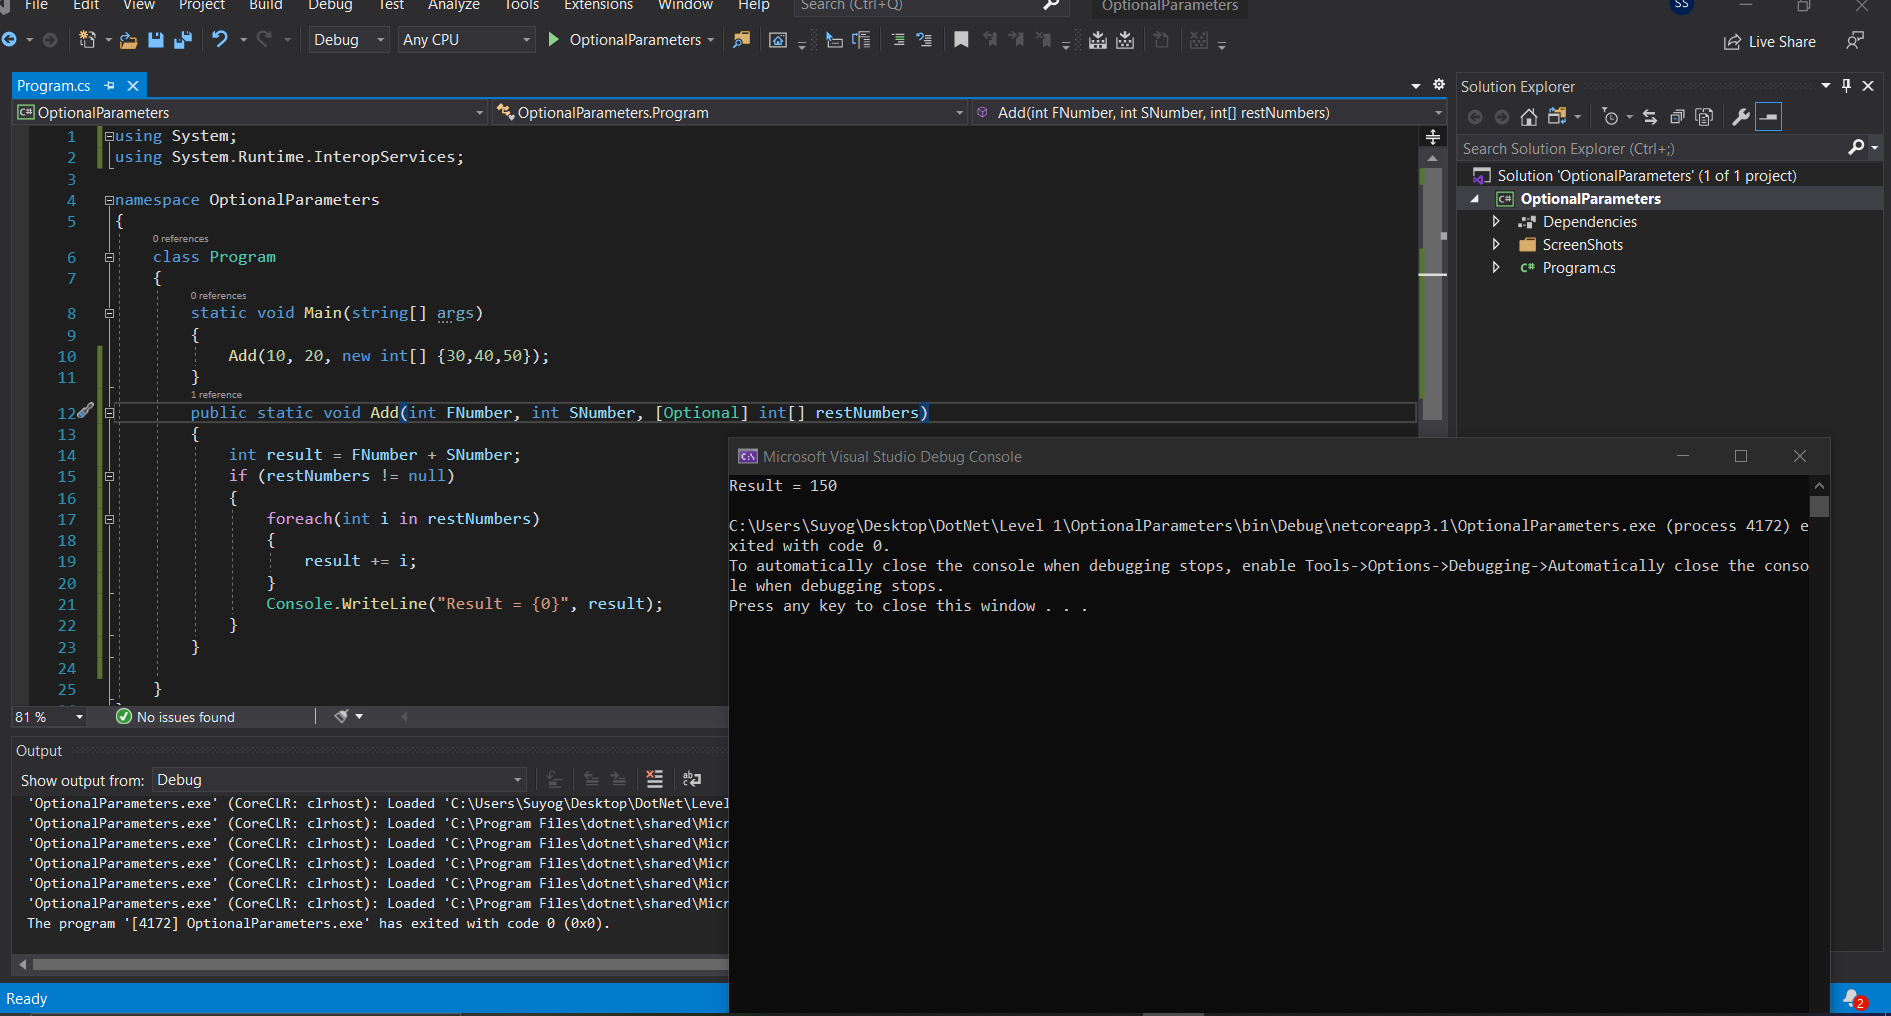 File Edit View Project Build Debug Test Analyze Tools Extensions Window Help Search (Ctrl+Q) OptionalParameters SS
Debug Any CPU OptionalParameters Live Share
Program.cs
C# OptionalParameters OptionalParameters.Program Add(int FNumber, int SNumber, int[] restNumbers)
1 using System;
2 using System.Runtime.InteropServices;
3
4 namespace OptionalParameters
5 {
0 references
6 class Program
7 {
0 references
8 static void Main(string[] args)
9 {
10 Add(10, 20, new int[] {30,40,50});
11 }
1 reference
12 public static void Add(int FNumber, int SNumber, [Optional] int[] restNumbers)
13 {
14 int result = FNumber + SNumber;
15 if (restNumbers != null)
16 {
17 foreach(int i in restNumbers)
18 {
19 result += i;
20 }
21 Console.WriteLine("Result = {0}", result);
22 }
23 }
24
25 }
81 % No issues found
Output
Show output from: Debug
'OptionalParameters.exe' (CoreCLR: clrhost): Loaded 'C:\Users\Suyog\Desktop\DotNet\Level
'OptionalParameters.exe' (CoreCLR: clrhost): Loaded 'C:\Program Files\dotnet\shared\Micr
'OptionalParameters.exe' (CoreCLR: clrhost): Loaded 'C:\Program Files\dotnet\shared\Micr
'OptionalParameters.exe' (CoreCLR: clrhost): Loaded 'C:\Program Files\dotnet\shared\Micr
'OptionalParameters.exe' (CoreCLR: clrhost): Loaded 'C:\Program Files\dotnet\shared\Micr
'OptionalParameters.exe' (CoreCLR: clrhost): Loaded 'C:\Program Files\dotnet\shared\Micr
The program '[4172] OptionalParameters.exe' has exited with code 0 (0x0).
Ready
Microsoft Visual Studio Debug Console
Result = 150
C:\Users\Suyog\Desktop\DotNet\Level 1\OptionalParameters\bin\Debug\netcoreapp3.1\OptionalParameters.exe (process 4172) e
xited with code 0.
To automatically close the console when debugging stops, enable Tools->Options->Debugging->Automatically close the conso
le when debugging stops.
Press any key to close this window . . .
Solution Explorer
Search Solution Explorer (Ctrl+;)
Solution 'OptionalParameters' (1 of 1 project)
C# OptionalParameters
Dependencies
ScreenShots
C# Program.cs
2